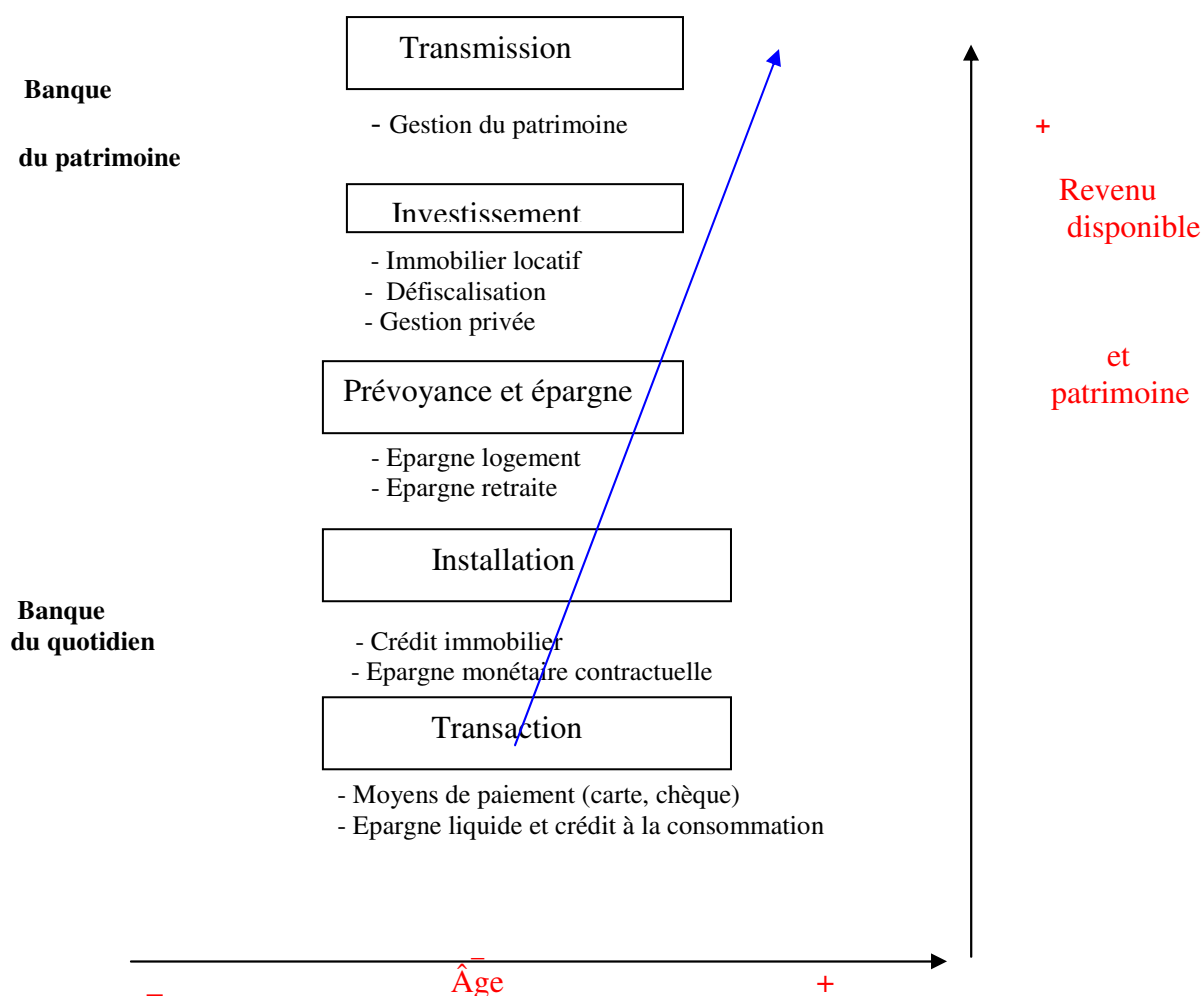 Transmission
Banque
- Gestion du patrimoine
+
du patrimoine
Investissement
Revenu
disponible
- Immobilier locatif
- Défiscalisation
- Gestion privée
et
patrimoine
Prévoyance et épargne
- Epargne logement
- Epargne retraite
Installation
Banque
du quotidien
- Crédit immobilier
- Epargne monétaire contractuelle
Transaction
- Moyens de paiement (carte, chèque)
- Epargne liquide et crédit à la consommation
_
_
Âge
+